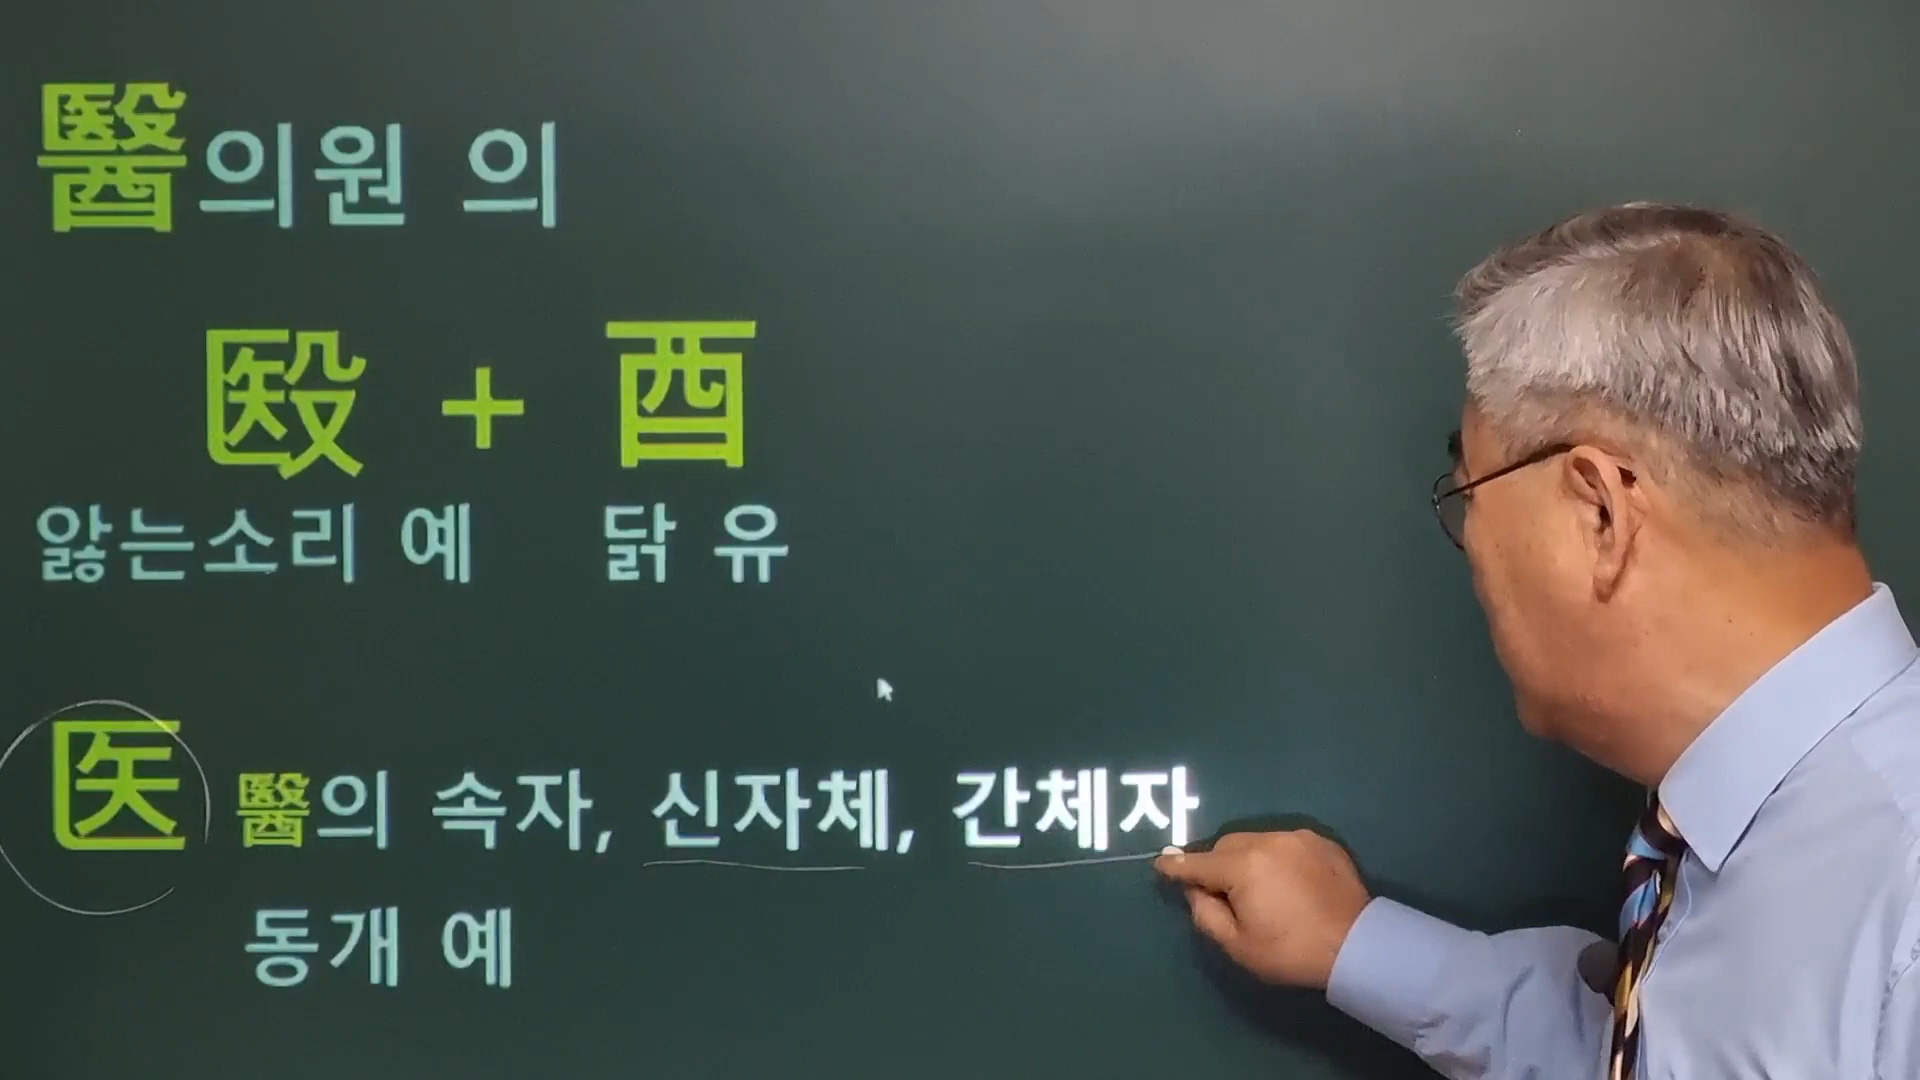 醫의원 의
殹 + 酉
앓는소리 예 닭 유
医 醫의 속자, 신자체, 간체자
동개 예